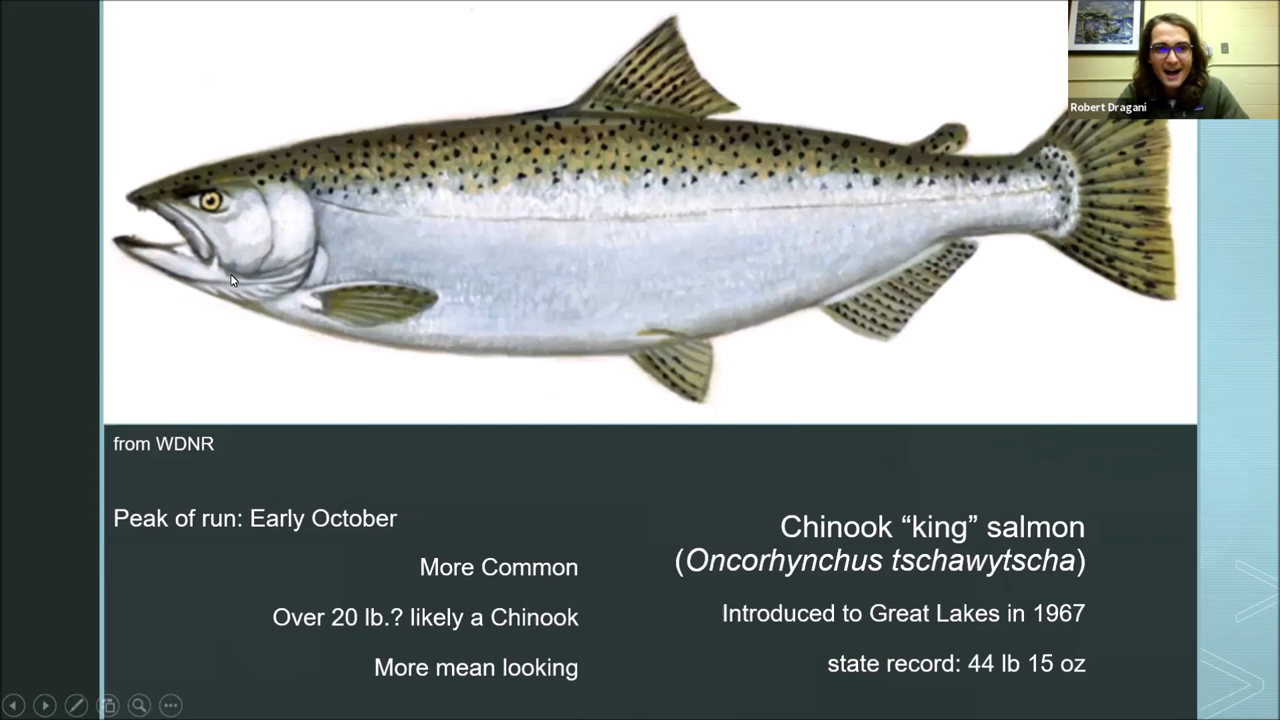 Robert Dragani
from WDNR
Peak of run: Early October
More Common
Over 20 lb.? likely a Chinook
More mean looking
Chinook “king” salmon
(Oncorhynchus tschawytscha)
Introduced to Great Lakes in 1967
state record: 44 lb 15 oz